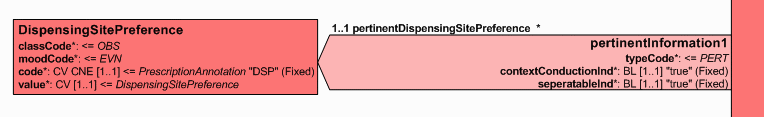 DispensingSitePreference
classCode*: <= OBS
moodCode*: <= EVN
code*: CV CNE [1..1] <= PrescriptionAnnotation "DSP" (Fixed)
value*: CV [1..1] <= DispensingSitePreference
1..1 pertinentDispensingSitePreference *
pertinentInformation1
typeCode*: <= PERT
contextConductionInd*: BL [1..1] "true" (Fixed)
seperatableInd*: BL [1..1] "true" (Fixed)